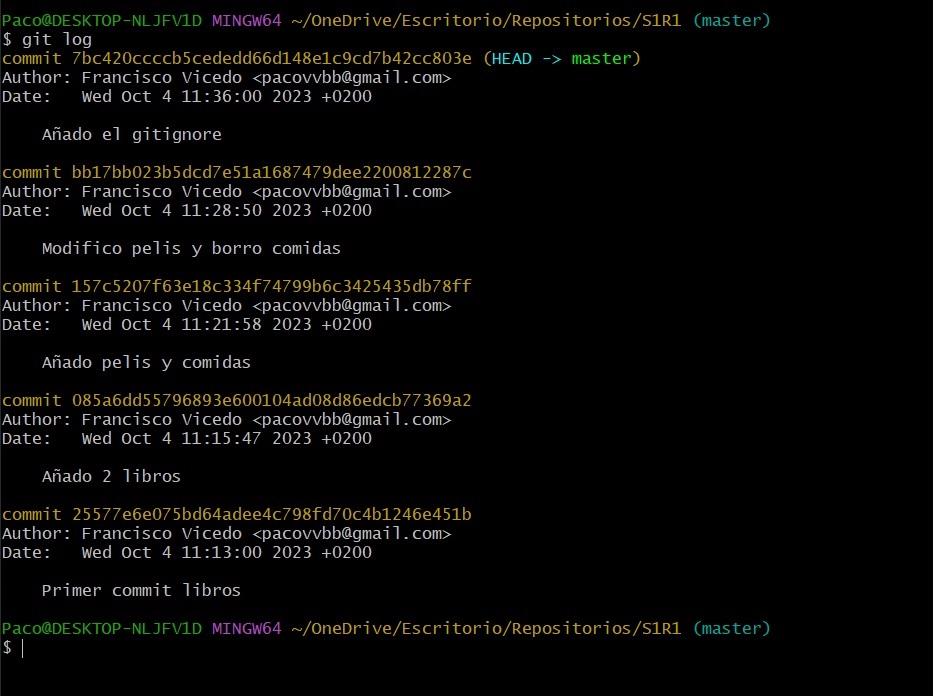 Paco@DESKTOP-NLJFV1D MINGW64 ~/OneDrive/Escritorio/Repositorios/S1R1 (master)
$ git log
commit 7bc420ccccb5cededd66d148e1c9cd7b42cc803e (HEAD -> master)
Author: Francisco Vicedo <pacovvbb@gmail.com>
Date:   Wed Oct 4 11:36:00 2023 +0200
Añado el gitignore
commit bb17bb023b5dcd7e51a1687479dee2200812287c
Author: Francisco Vicedo <pacovvbb@gmail.com>
Date:   Wed Oct 4 11:28:50 2023 +0200
Modifico pelis y borro comidas
commit 157c5207f63e18c334f74799b6c3425435db78ff
Author: Francisco Vicedo <pacovvbb@gmail.com>
Date:   Wed Oct 4 11:21:58 2023 +0200
Añado pelis y comidas
commit 085a6dd55796893e600104ad08d86edcb77369a2
Author: Francisco Vicedo <pacovvbb@gmail.com>
Date:   Wed Oct 4 11:15:47 2023 +0200
Añado 2 libros
commit 25577e6e075bd64adee4c798fd70c4b1246e451b
Author: Francisco Vicedo <pacovvbb@gmail.com>
Date:   Wed Oct 4 11:13:00 2023 +0200
Primer commit libros
Paco@DESKTOP-NLJFV1D MINGW64 ~/OneDrive/Escritorio/Repositorios/S1R1 (master)
$